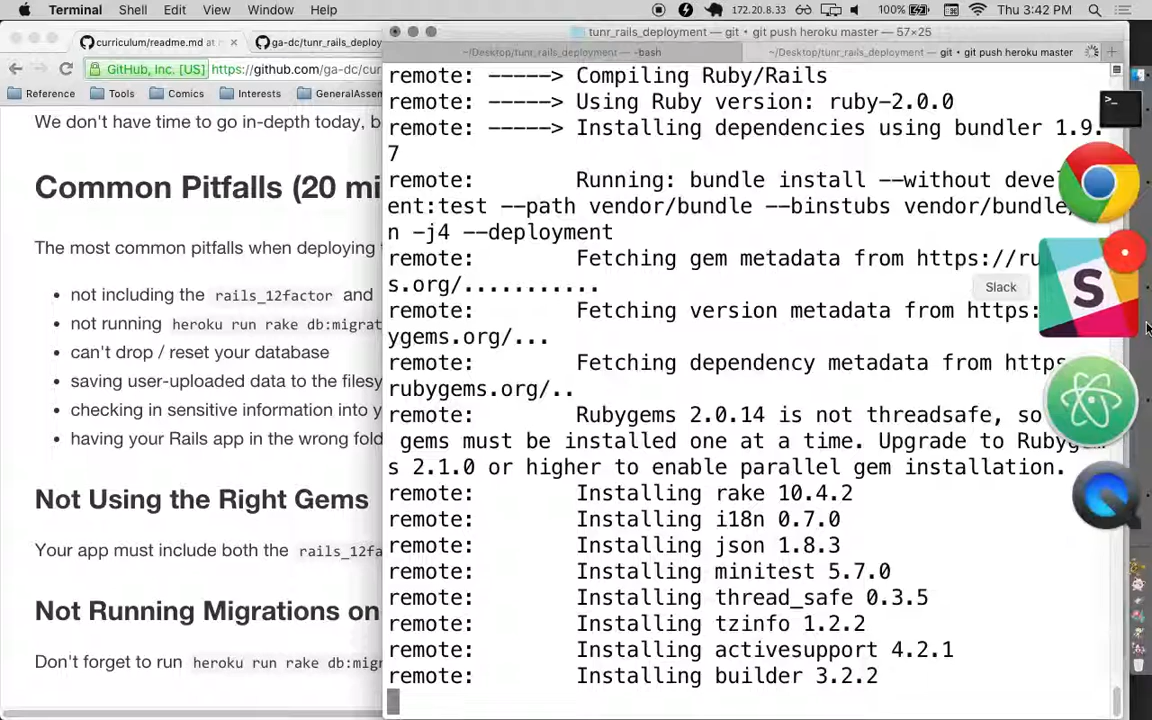 Terminal Shell Edit View Window Help 172.20.8.33 100% Thu 3:42 PM
curriculum/readme.md at ga-dc/tunr_rails_deploy
tunr_rails_deployment — git • git push heroku master — 57×25
~/Desktop/tunr_rails_deployment — -bash ~/Desktop/tunr_rails_deployment — git • git push heroku master
GitHub, Inc. [US] https://github.com/ga-dc/cur
Reference Tools Comics Interests GeneralAssem
We don't have time to go in-depth today, b
Common Pitfalls (20 mi
The most common pitfalls when deploying
not including the rails_12factor and
not running heroku run rake db:migrat
can't drop / reset your database
saving user-uploaded data to the filesy
checking in sensitive information into y
having your Rails app in the wrong fold
Not Using the Right Gems
Your app must include both the rails_12fa
Not Running Migrations on
Don't forget to run heroku run rake db:mig
remote: -----> Compiling Ruby/Rails
remote: -----> Using Ruby version: ruby-2.0.0
remote: -----> Installing dependencies using bundler 1.9.
7
remote: Running: bundle install --without deve
ent:test --path vendor/bundle --binstubs vendor/bundle/
n -j4 --deployment
remote: Fetching gem metadata from https://ru
s.org/...........
remote: Fetching version metadata from https:
ygems.org/...
remote: Fetching dependency metadata from https
rubygems.org/..
remote: Rubygems 2.0.14 is not threadsafe, so
gems must be installed one at a time. Upgrade to Rubyg
s 2.1.0 or higher to enable parallel gem installation.
remote: Installing rake 10.4.2
remote: Installing i18n 0.7.0
remote: Installing json 1.8.3
remote: Installing minitest 5.7.0
remote: Installing thread_safe 0.3.5
remote: Installing tzinfo 1.2.2
remote: Installing activesupport 4.2.1
remote: Installing builder 3.2.2
>_
Slack
S